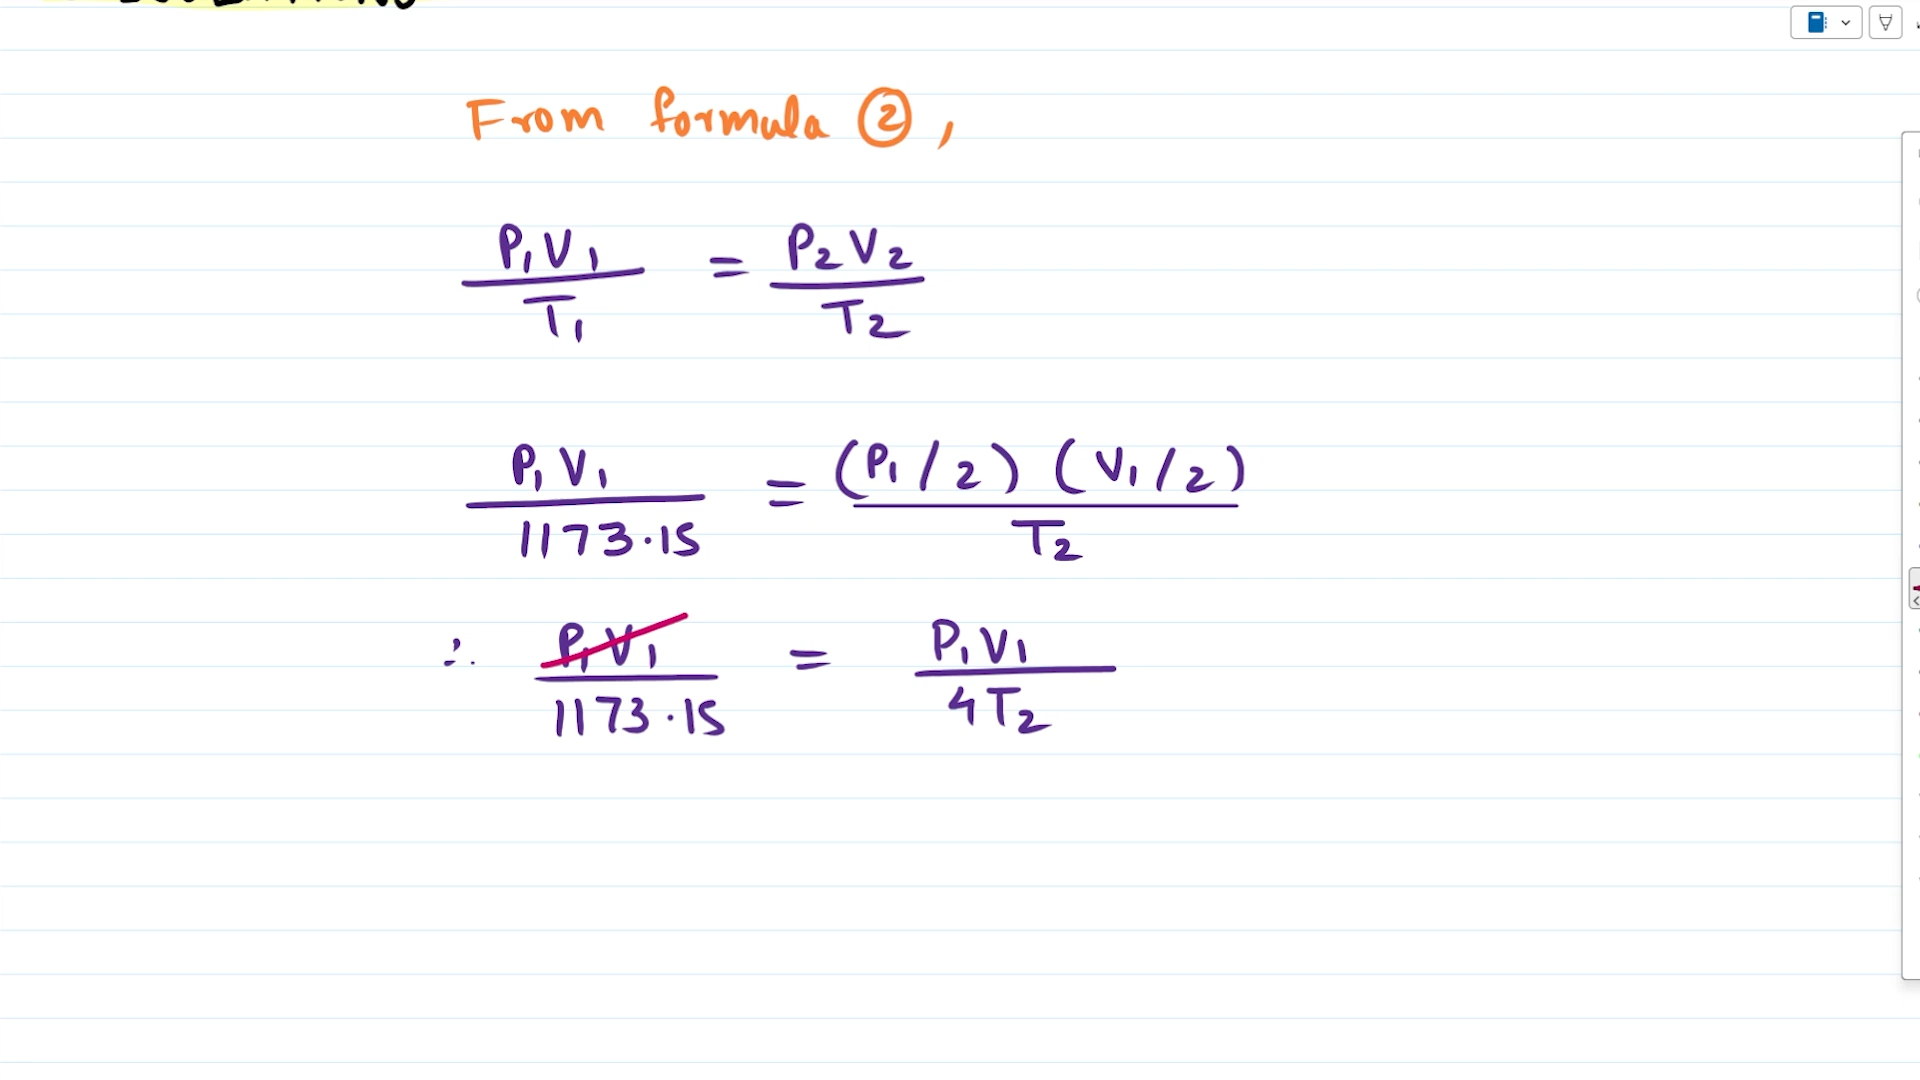 From formula ②,
P₁V₁/T₁ = P₂V₂/T₂
P₁V₁/1173.15 = (P₁/2)(V₁/2)/T₂
∴ P₁V₁/1173.15 = P₁V₁/4T₂